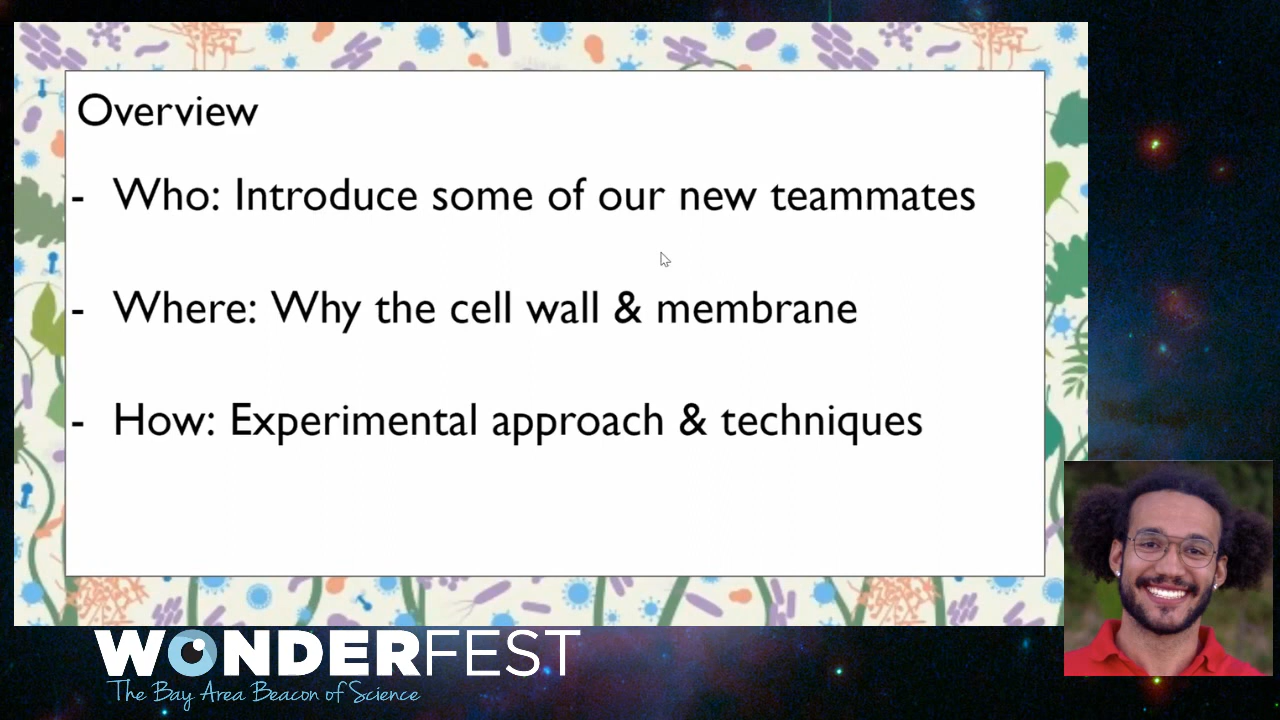 Overview
- Who: Introduce some of our new teammates
- Where: Why the cell wall & membrane
- How: Experimental approach & techniques
WONDERFEST
The Bay Area Beacon of Science